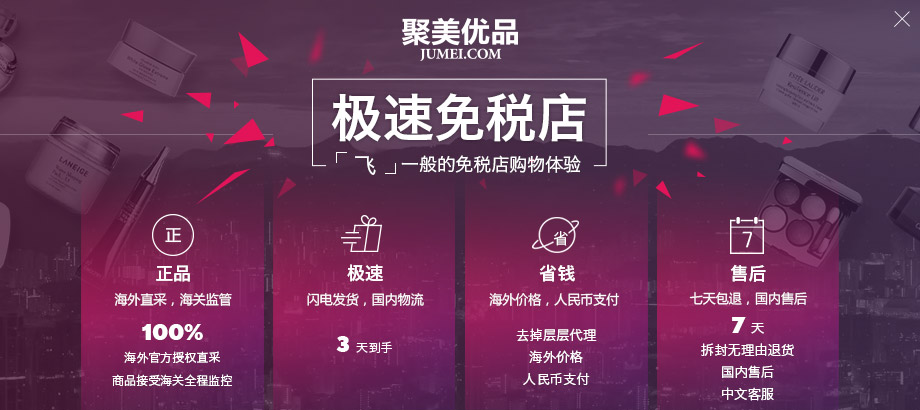 聚美优品
JUMEI.COM
极速免税店
「飞」一般的免税店购物体验
LANEIGE
ESTĒE LAUDER
正
正品
海外直采，海关监管
100%
海外官方授权直采
商品接受海关全程监控
极速
闪电发货，国内物流
3 天到手
省
省钱
海外价格，人民币支付
去掉层层代理
海外价格
人民币支付
7
售后
七天包退，国内售后
7 天
拆封无理由退货
国内售后
中文客服